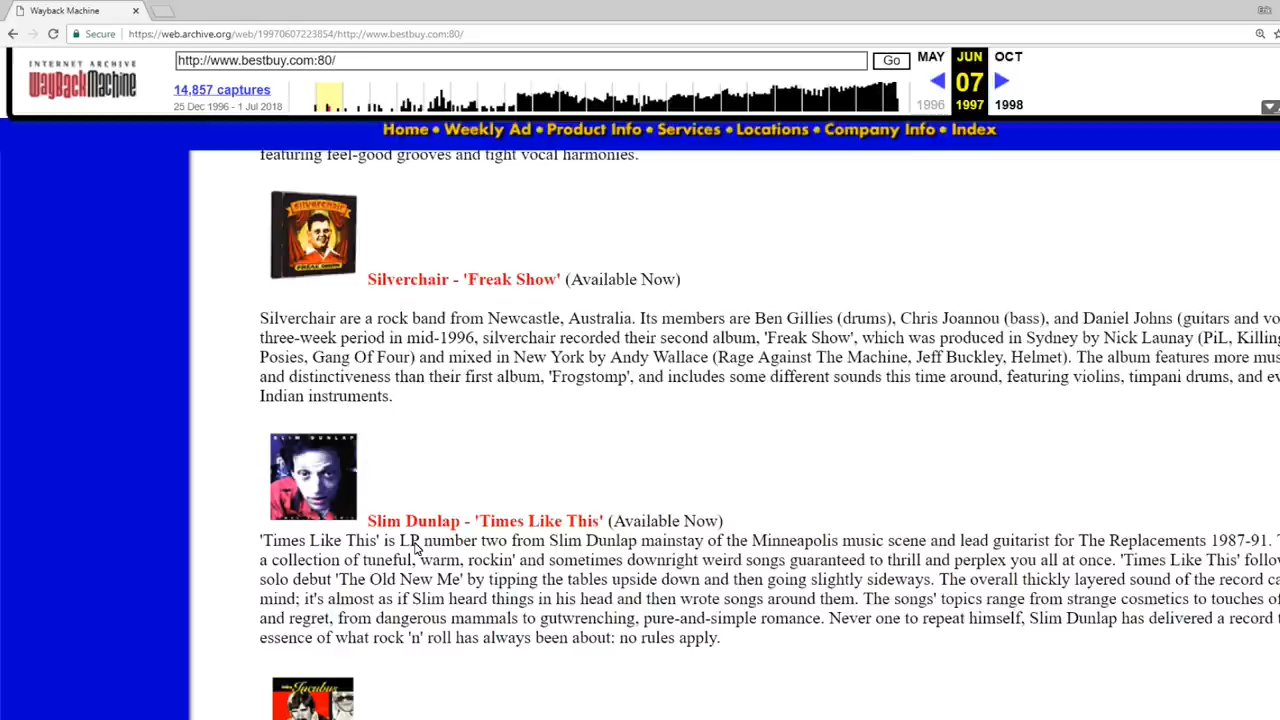 Wayback Machine
Erik
Secure https://web.archive.org/web/19970607223854/http://www.bestbuy.com:80/
INTERNET ARCHIVE
WayBackMachine
http://www.bestbuy.com:80/
Go
MAY JUN OCT
14,857 captures
07
25 Dec 1996 - 1 Jul 2018
1996 1997 1998
Home • Weekly Ad • Product Info • Services • Locations • Company Info • Index
featuring feel-good grooves and tight vocal harmonies.
silverchair
FREAK SHOW
Silverchair - 'Freak Show' (Available Now)
Silverchair are a rock band from Newcastle, Australia. Its members are Ben Gillies (drums), Chris Joannou (bass), and Daniel Johns (guitars and vo
three-week period in mid-1996, silverchair recorded their second album, 'Freak Show', which was produced in Sydney by Nick Launay (PiL, Killing
Posies, Gang Of Four) and mixed in New York by Andy Wallace (Rage Against The Machine, Jeff Buckley, Helmet). The album features more mus
and distinctiveness than their first album, 'Frogstomp', and includes some different sounds this time around, featuring violins, timpani drums, and ev
Indian instruments.
SLIM DUNLAP
Slim Dunlap - 'Times Like This' (Available Now)
'Times Like This' is LP number two from Slim Dunlap mainstay of the Minneapolis music scene and lead guitarist for The Replacements 1987-91. T
a collection of tuneful, warm, rockin' and sometimes downright weird songs guaranteed to thrill and perplex you all at once. 'Times Like This' follo
solo debut 'The Old New Me' by tipping the tables upside down and then going slightly sideways. The overall thickly layered sound of the record ca
mind; it's almost as if Slim heard things in his head and then wrote songs around them. The songs' topics range from strange cosmetics to touches of
and regret, from dangerous mammals to gutwrenching, pure-and-simple romance. Never one to repeat himself, Slim Dunlap has delivered a record t
essence of what rock 'n' roll has always been about: no rules apply.
Incubus